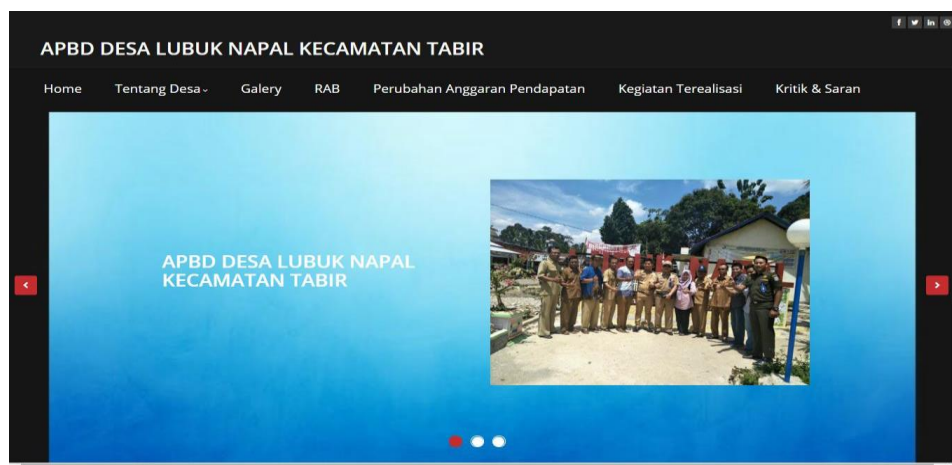 APBD DESA LUBUK NAPAL KECAMATAN TABIR
Home Tentang Desa Galery RAB Perubahan Anggaran Pendapatan Kegiatan Terealisasi Kritik & Saran
APBD DESA LUBUK NAPAL
KECAMATAN TABIR